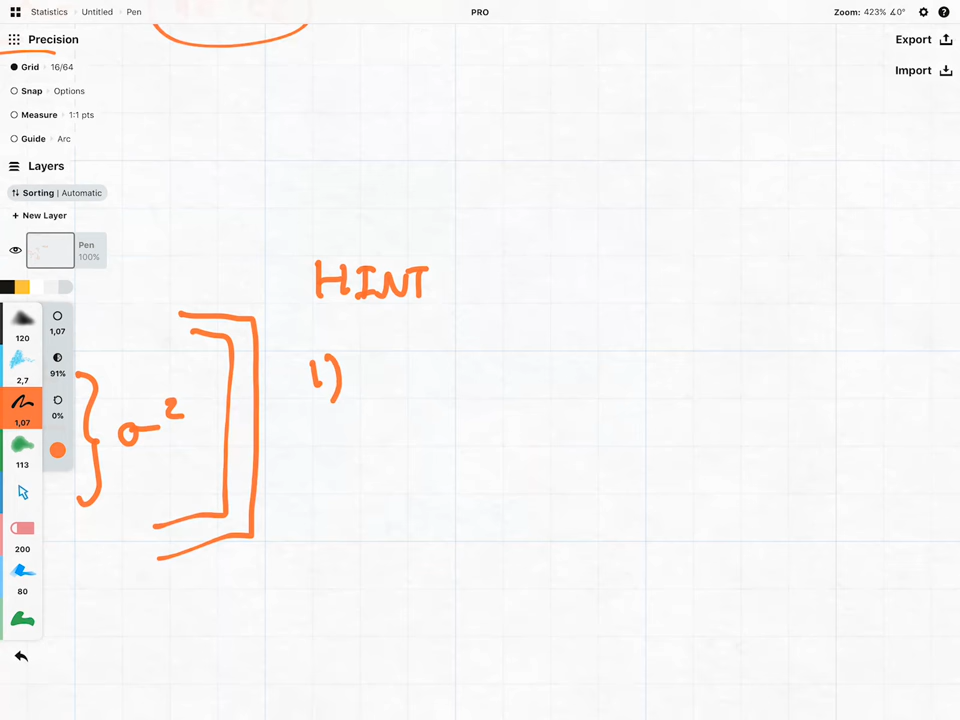 Statistics › Untitled › Pen
PRO
Zoom: 423% ∠0°
Precision
Grid › 16/64
Snap › Options
Measure › 1:1 pts
Guide › Arc
Layers
Sorting | Automatic
+ New Layer
Pen
100%
Export
Import
120
2,7
1,07
113
200
80
1,07
91%
0%
HINT
1)
σ²